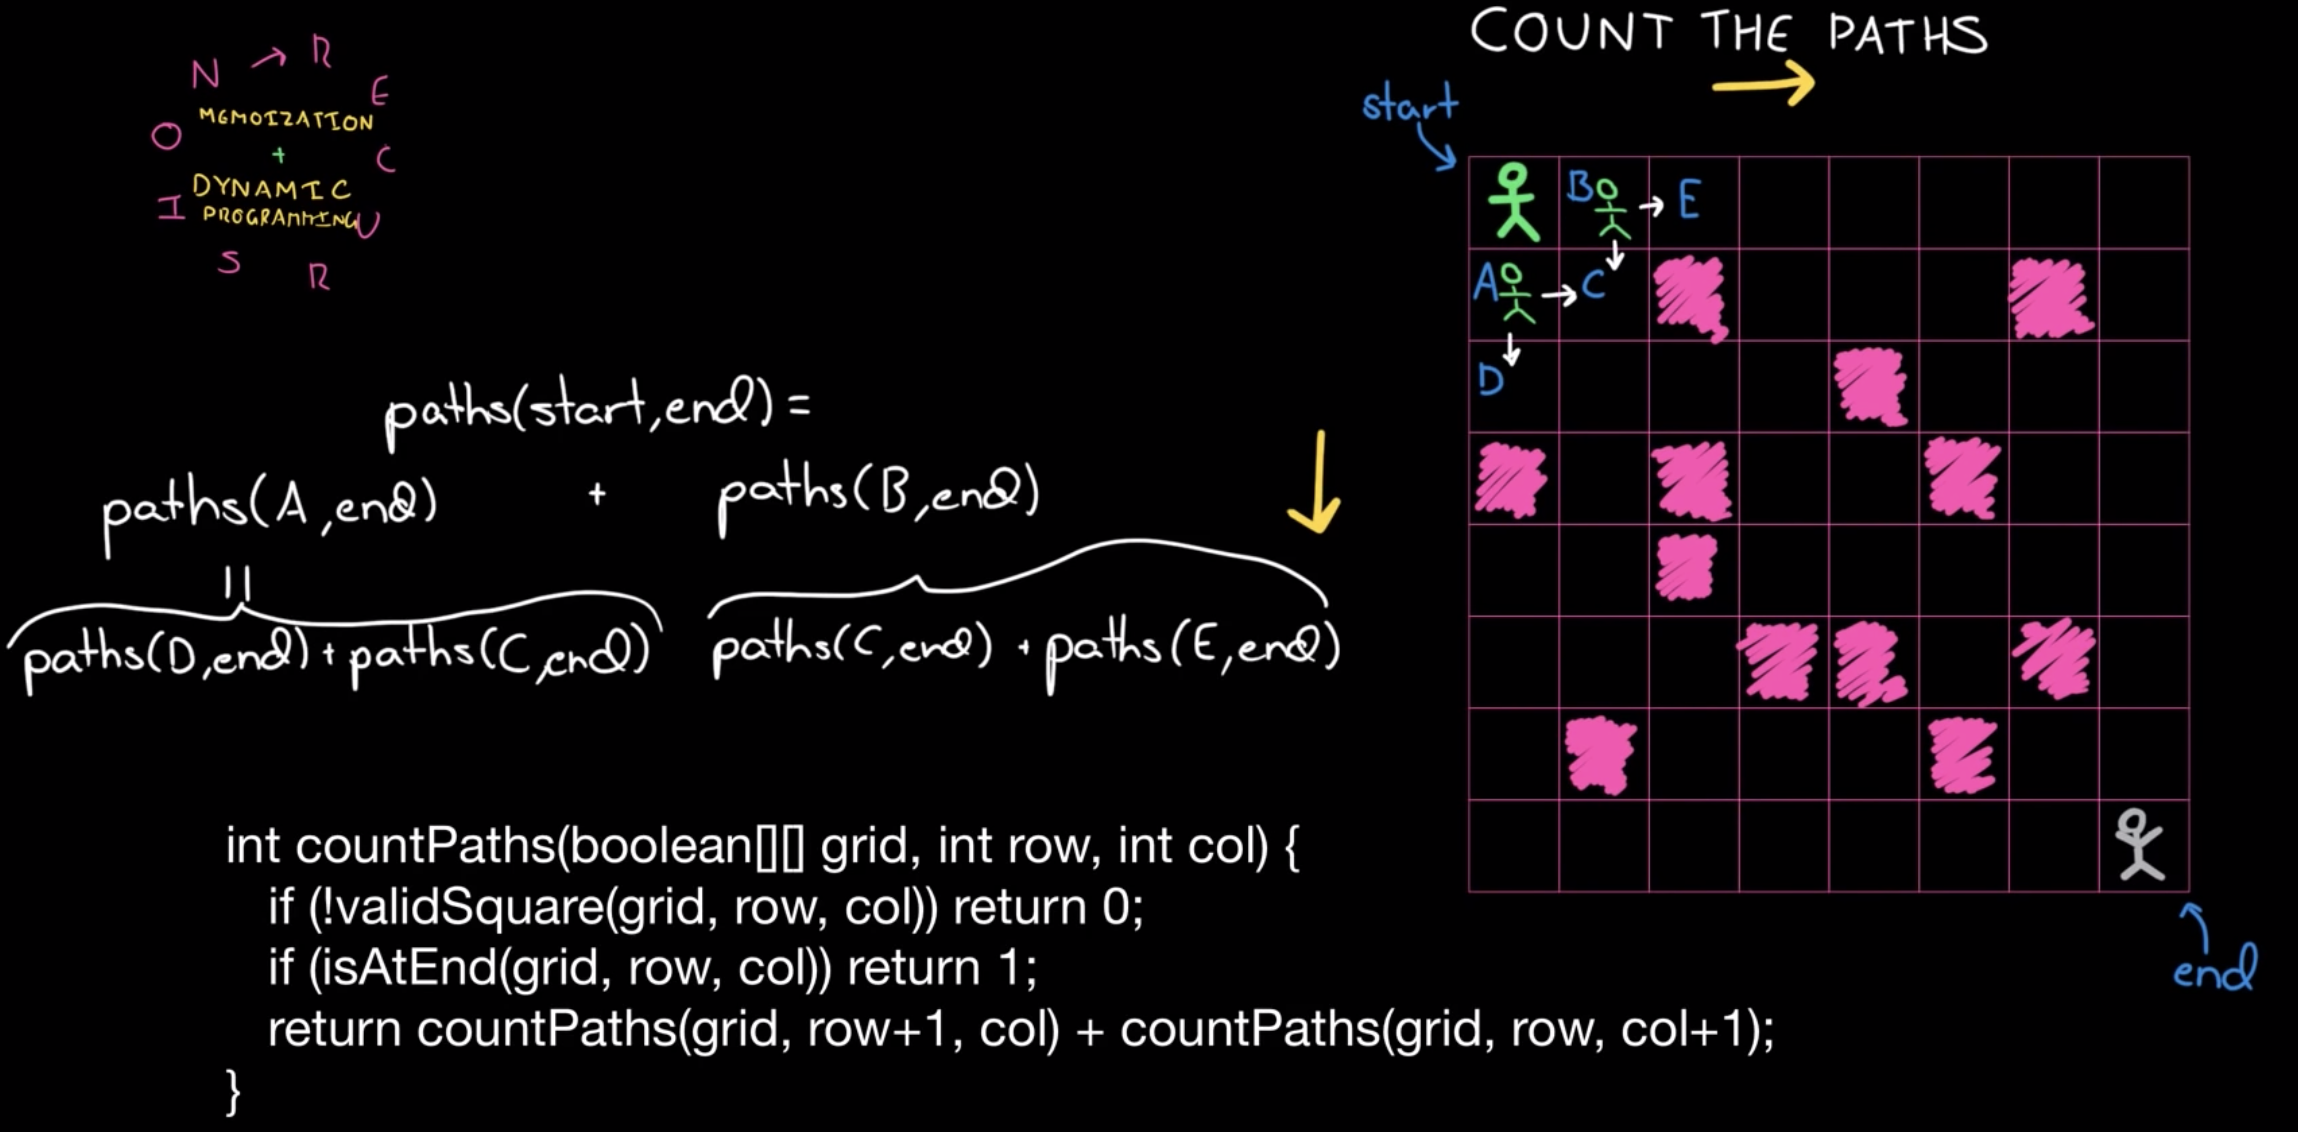 COUNT THE PATHS
N → R
E
C
U
R
S
I
O
MEMOIZATION
+
DYNAMIC
PROGRAMMING
start
B → E
A → C
D
paths(start,end) =
paths(A,end) + paths(B,end)
||
paths(D,end) + paths(C,end) paths(C,end) + paths(E,end)
int countPaths(boolean[][] grid, int row, int col) {
if (!validSquare(grid, row, col)) return 0;
if (isAtEnd(grid, row, col)) return 1;
return countPaths(grid, row+1, col) + countPaths(grid, row, col+1);
}
end